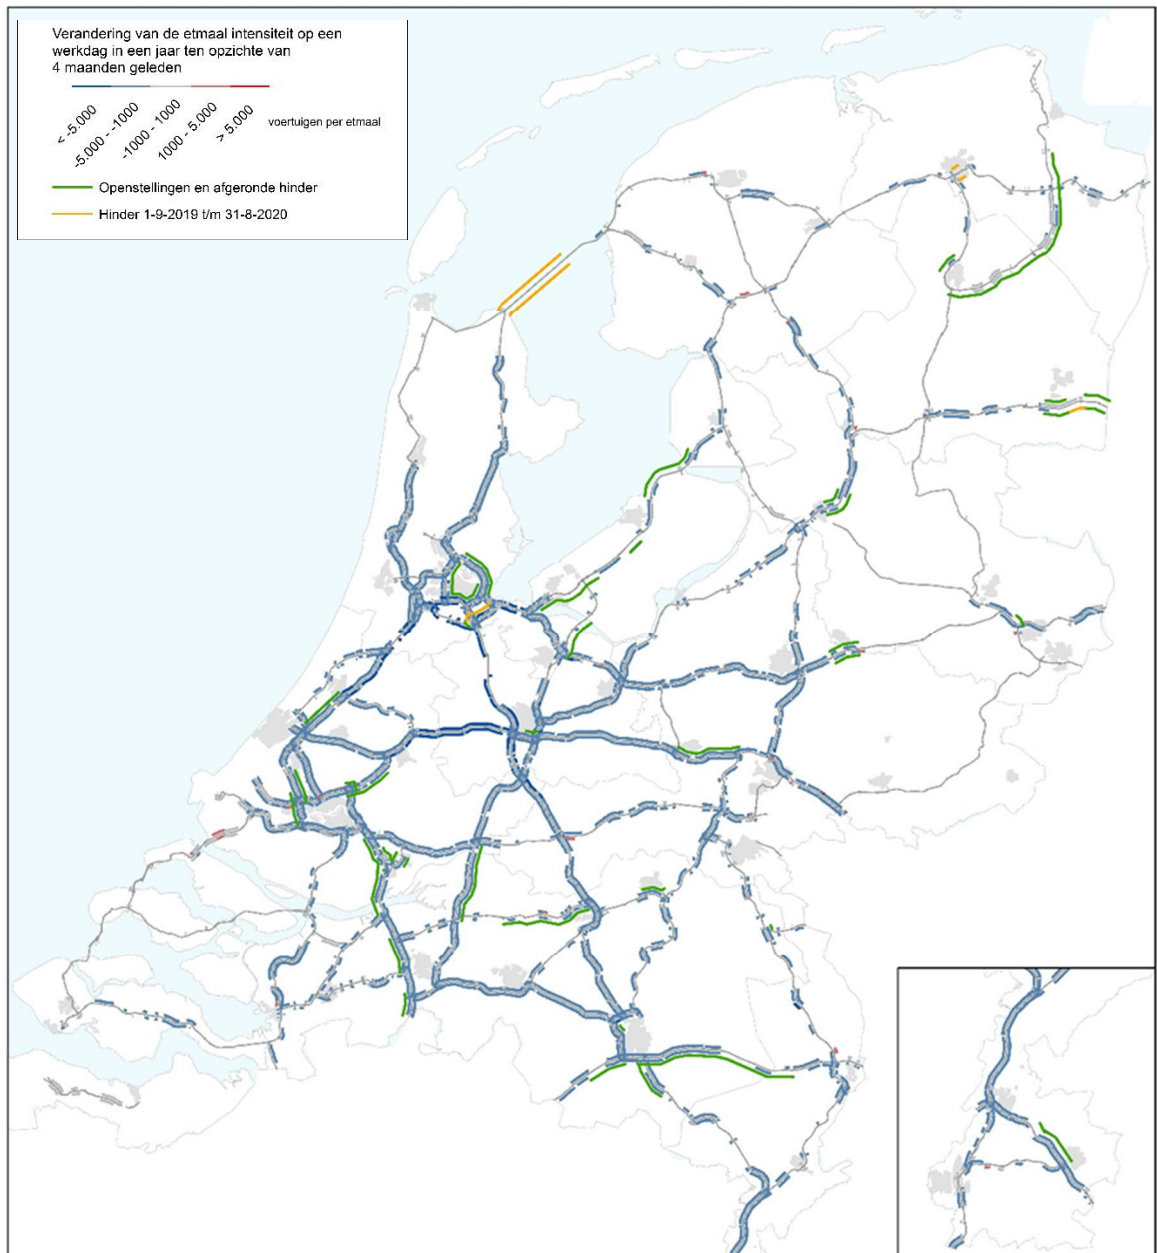 Verandering van de etmaal intensiteit op een
werkdag in een jaar ten opzichte van
4 maanden geleden
< -5.000
-5.000 - -1000
-1000 - 1000
1000 - 5.000
> 5.000
voertuigen per etmaal
Openstellingen en afgeronde hinder
Hinder 1-9-2019 t/m 31-8-2020